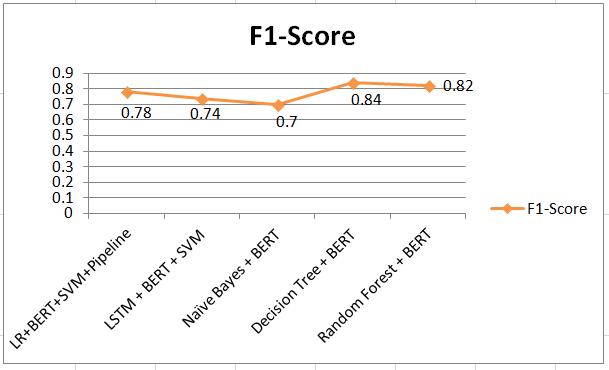 F1-Score
0.9
0.8
0.7
0.6
0.5
0.4
0.3
0.2
0.1
0
0.78
0.74
0.7
0.84
0.82
LR+BERT+SVM+Pipeline
LSTM + BERT + SVM
Naïve Bayes + BERT
Decision Tree + BERT
Random Forest + BERT
F1-Score